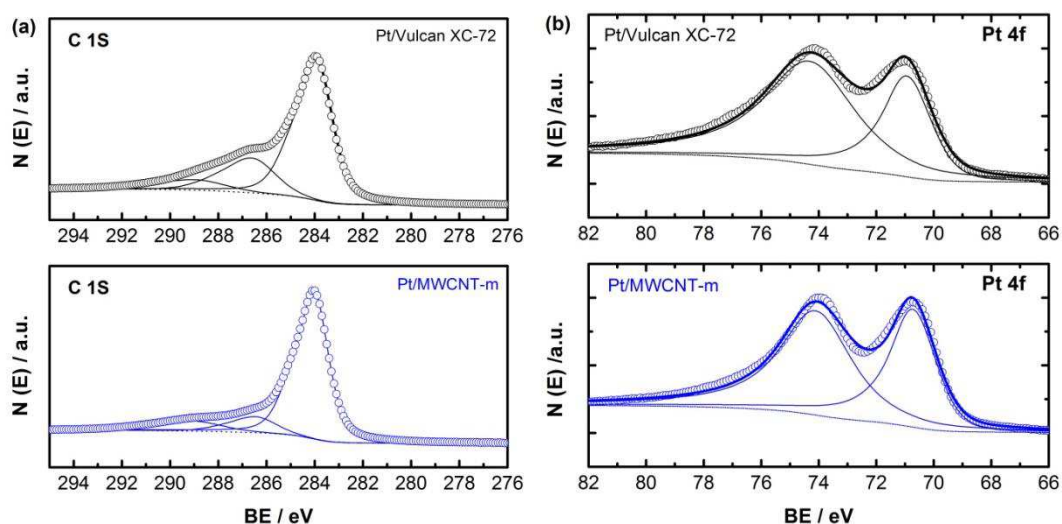 (a)
C 1S
Pt/Vulcan XC-72
N (E) / a.u.
294 292 290 288 286 284 282 280 278 276
C 1S
Pt/MWCNT-m
N (E) / a.u.
294 292 290 288 286 284 282 280 278 276
BE / eV
(b)
Pt/Vulcan XC-72
Pt 4f
N (E) /a.u.
82 80 78 76 74 72 70 68 66
Pt/MWCNT-m
Pt 4f
N (E) /a.u.
82 80 78 76 74 72 70 68 66
BE / eV